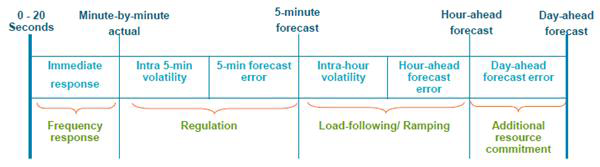 0 - 20
Seconds
Minute-by-minute
actual
5-minute
forecast
Hour-ahead
forecast
Day-ahead
forecast
Immediate
response
Intra 5-min
volatility
5-min forecast
error
Intra-hour
volatility
Hour-ahead
forecast
error
Day-ahead
forecast error
Frequency
response
Regulation
Load-following/ Ramping
Additional
resource
commitment